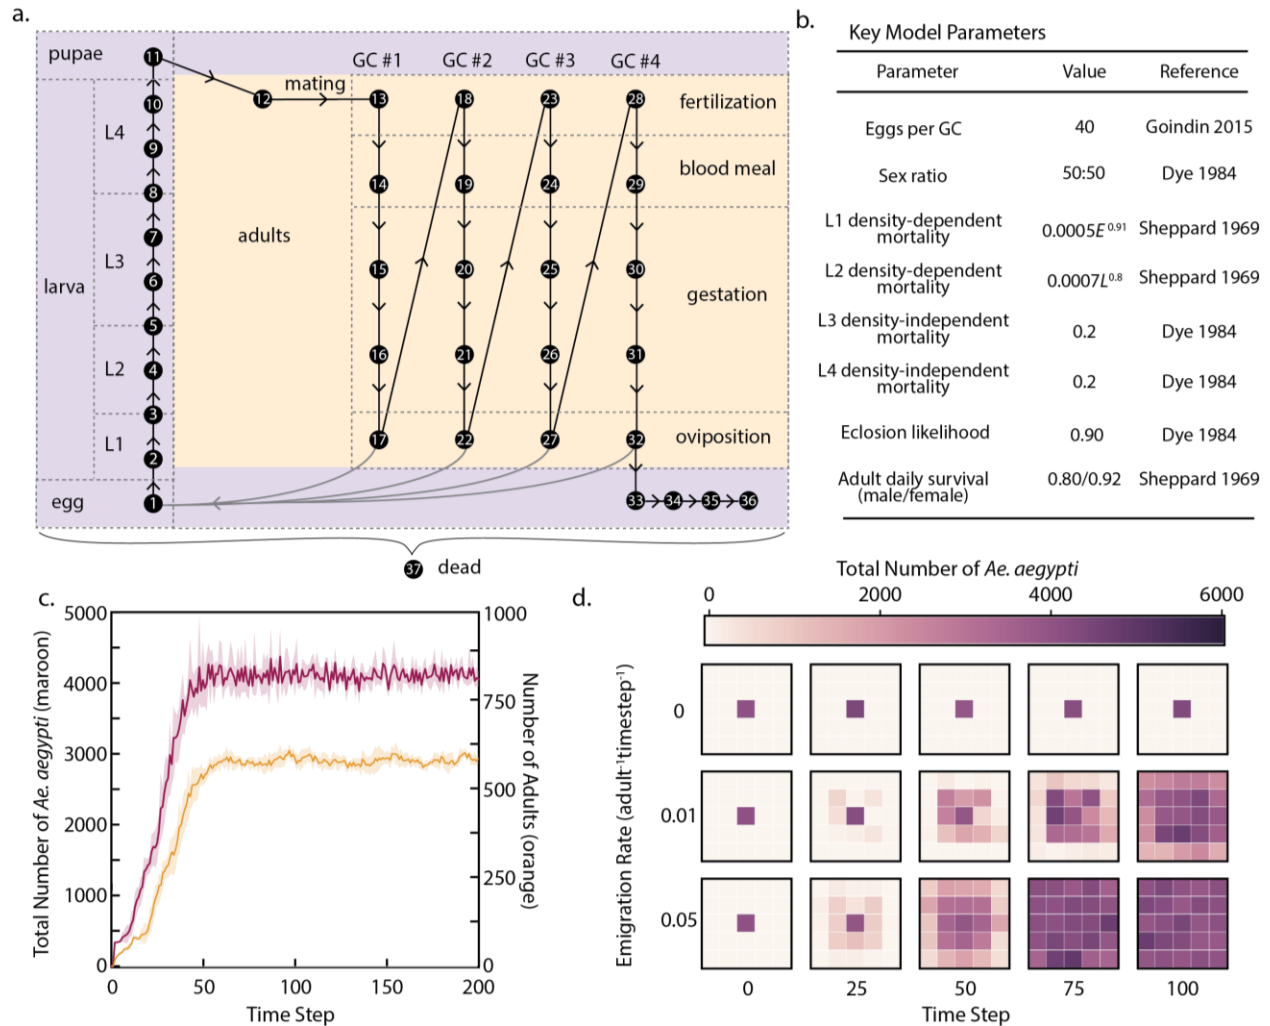 a.
pupae
11
GC #1 GC #2 GC #3 GC #4
mating
12 13 18 23 28
fertilization
10
L4
9
14 19 24 29
blood meal
8
7
adults
L3
15 20 25 30
6
larva
gestation
5
16 21 26 31
L2
4
3
17 22 27 32
oviposition
L1
2
egg
1
33 34 35 36
37 dead
b.
Key Model Parameters
Parameter Value Reference
Eggs per GC 40 Goindin 2015
Sex ratio 50:50 Dye 1984
L1 density-dependent
mortality 0.0005E^0.91 Sheppard 1969
L2 density-dependent
mortality 0.0007L^0.8 Sheppard 1969
L3 density-independent
mortality 0.2 Dye 1984
L4 density-independent
mortality 0.2 Dye 1984
Eclosion likelihood 0.90 Dye 1984
Adult daily survival
(male/female) 0.80/0.92 Sheppard 1969
c.
Total Number of Ae. aegypti (maroon)
5000
4000
3000
2000
1000
0
Number of Adults (orange)
1000
750
500
250
0
0 50 100 150 200
Time Step
d.
Total Number of Ae. aegypti
0 2000 4000 6000
Emigration Rate (adult⁻¹timestep⁻¹)
0
0.01
0.05
0 25 50 75 100
Time Step